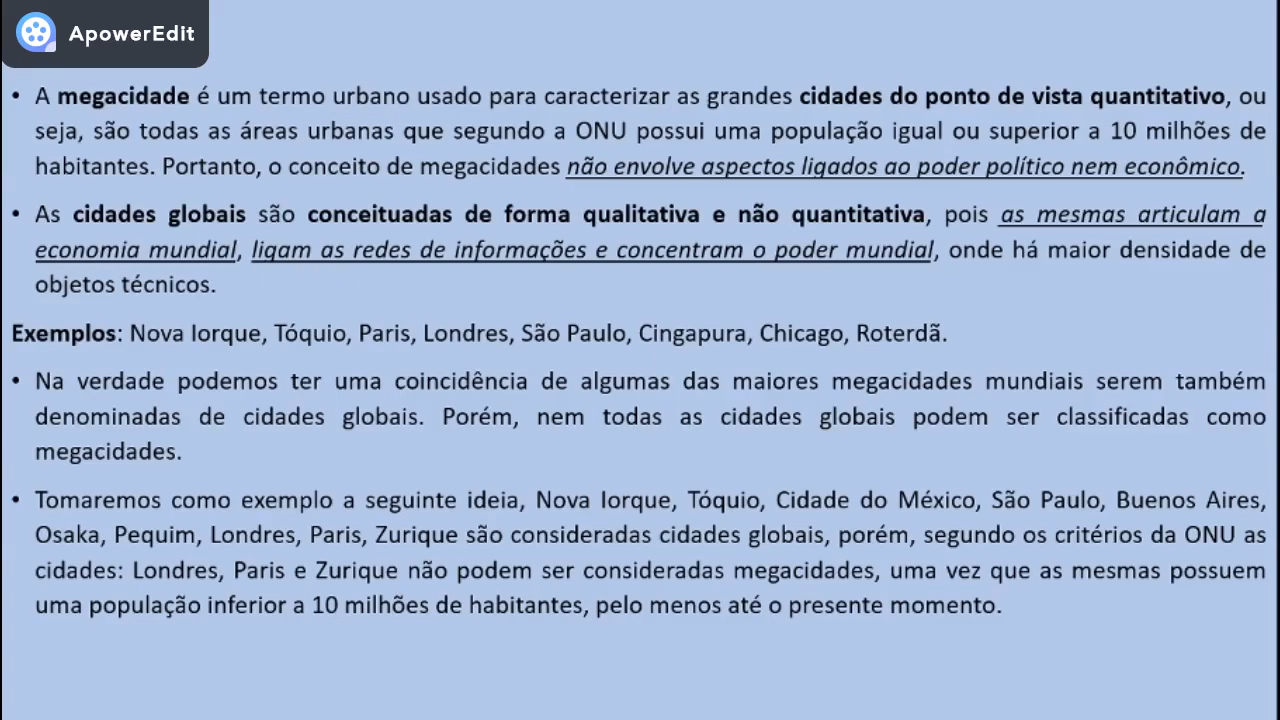 ApowerEdit
• A megacidade é um termo urbano usado para caracterizar as grandes cidades do ponto de vista quantitativo, ou
seja, são todas as áreas urbanas que segundo a ONU possui uma população igual ou superior a 10 milhões de
habitantes. Portanto, o conceito de megacidades não envolve aspectos ligados ao poder político nem econômico.
• As cidades globais são conceituadas de forma qualitativa e não quantitativa, pois as mesmas articulam a
economia mundial, ligam as redes de informações e concentram o poder mundial, onde há maior densidade de
objetos técnicos.
Exemplos: Nova Iorque, Tóquio, Paris, Londres, São Paulo, Cingapura, Chicago, Roterdã.
• Na verdade podemos ter uma coincidência de algumas das maiores megacidades mundiais serem também
denominadas de cidades globais. Porém, nem todas as cidades globais podem ser classificadas como
megacidades.
• Tomaremos como exemplo a seguinte ideia, Nova Iorque, Tóquio, Cidade do México, São Paulo, Buenos Aires,
Osaka, Pequim, Londres, Paris, Zurique são consideradas cidades globais, porém, segundo os critérios da ONU as
cidades: Londres, Paris e Zurique não podem ser consideradas megacidades, uma vez que as mesmas possuem
uma população inferior a 10 milhões de habitantes, pelo menos até o presente momento.